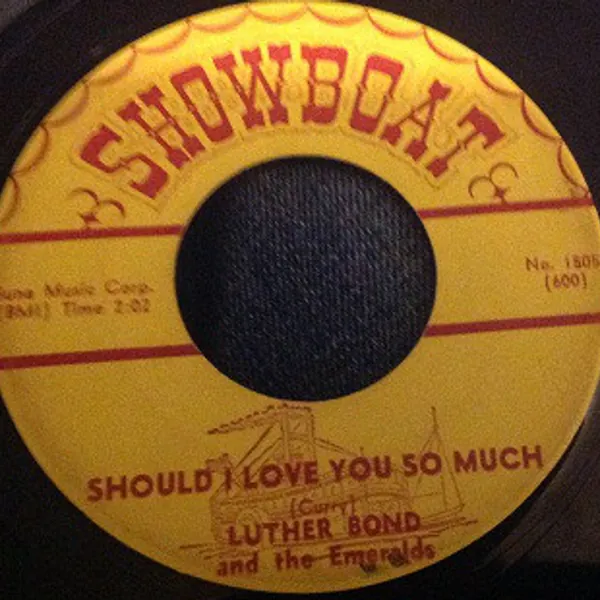 SHOWBOAT
Music Corp.
(BMI) Time 2:02
No. 1505
(600)
SHOULD I LOVE YOU SO MUCH
(Curry)
LUTHER BOND
and the Emeralds